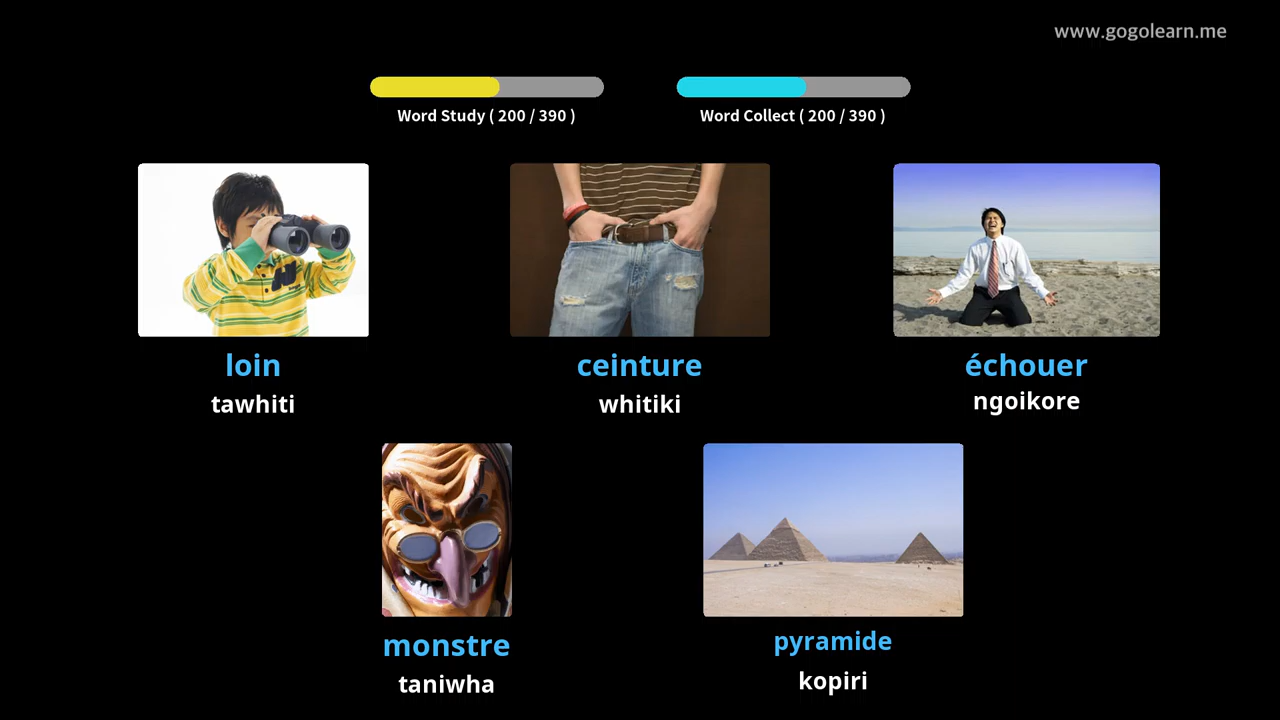 www.gogolearn.me
Word Study ( 200 / 390 )
Word Collect ( 200 / 390 )
loin
tawhiti
ceinture
whitiki
échouer
ngoikore
monstre
taniwha
pyramide
kopiri